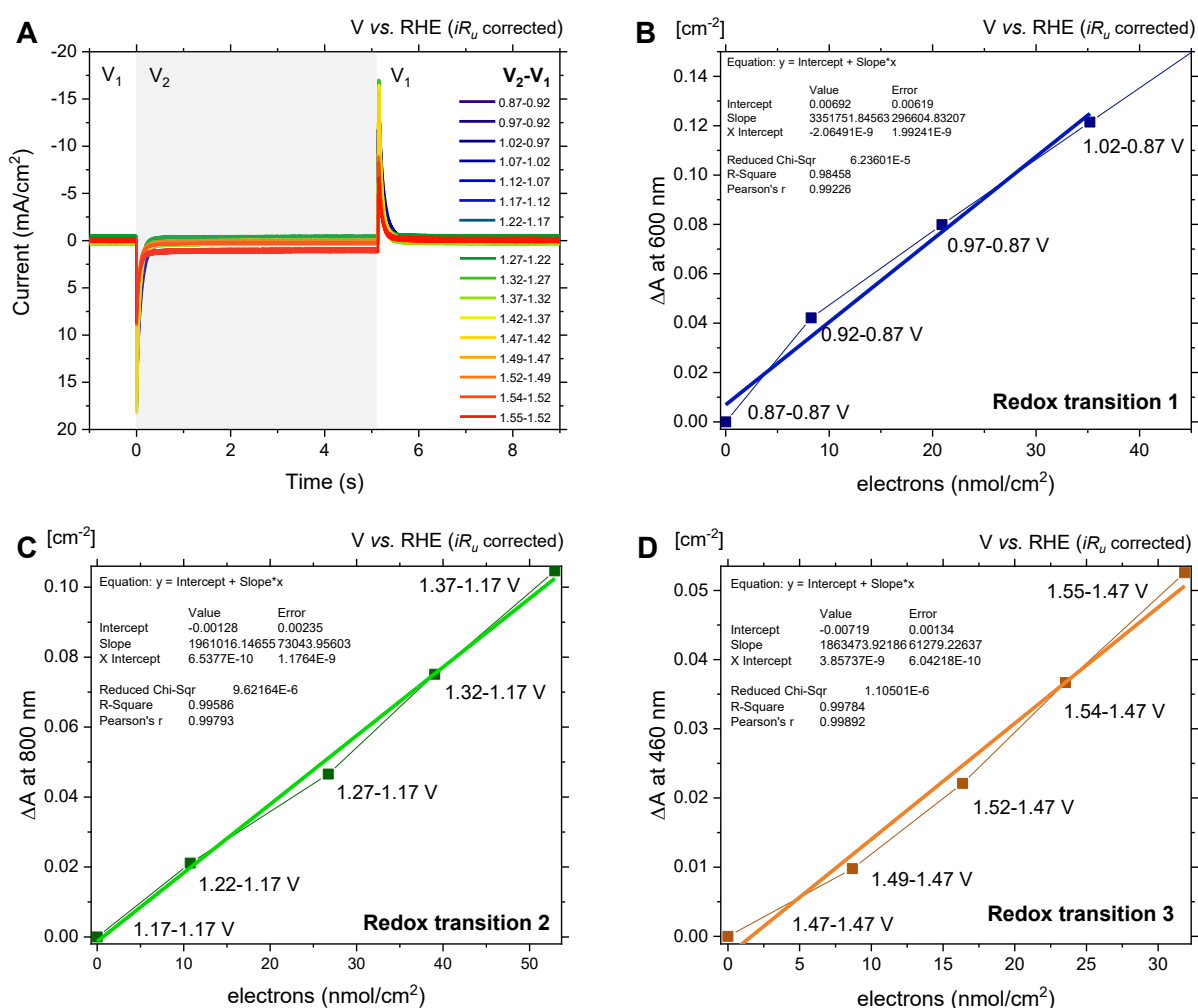 A
V vs. RHE (iRu corrected)
Current (mA/cm2)
-20
-15
-10
-5
0
5
10
15
20
V1
V2
V1
V2-V1
0.87-0.92
0.97-0.92
1.02-0.97
1.07-1.02
1.12-1.07
1.17-1.12
1.22-1.17
1.27-1.22
1.32-1.27
1.37-1.32
1.42-1.37
1.47-1.42
1.49-1.47
1.52-1.49
1.54-1.52
1.55-1.52
0 2 4 6 8
Time (s)
B
[cm-2]
V vs. RHE (iRu corrected)
ΔA at 600 nm
0.14
0.12
0.10
0.08
0.06
0.04
0.02
0.00
Equation: y = Intercept + Slope*x
Value Error
Intercept 0.00692 0.00619
Slope 3351751.84563 296604.83207
X Intercept -2.06491E-9 1.99241E-9
Reduced Chi-Sqr 6.23601E-5
R-Square 0.98458
Pearson's r 0.99226
1.02-0.87 V
0.97-0.87 V
0.92-0.87 V
0.87-0.87 V
Redox transition 1
0 10 20 30 40
electrons (nmol/cm2)
C
[cm-2]
V vs. RHE (iRu corrected)
ΔA at 800 nm
0.10
0.08
0.06
0.04
0.02
0.00
Equation: y = Intercept + Slope*x
Value Error
Intercept -0.00128 0.00235
Slope 1961016.14655 73043.95603
X Intercept 6.5377E-10 1.1764E-9
Reduced Chi-Sqr 9.62164E-6
R-Square 0.99586
Pearson's r 0.99793
1.37-1.17 V
1.32-1.17 V
1.27-1.17 V
1.22-1.17 V
1.17-1.17 V
Redox transition 2
0 10 20 30 40 50
electrons (nmol/cm2)
D
[cm-2]
V vs. RHE (iRu corrected)
ΔA at 460 nm
0.05
0.04
0.03
0.02
0.01
0.00
Equation: y = Intercept + Slope*x
Value Error
Intercept -0.00719 0.00134
Slope 1863473.92186 61279.22637
X Intercept 3.85737E-9 6.04218E-10
Reduced Chi-Sqr 1.10501E-6
R-Square 0.99784
Pearson's r 0.99892
1.55-1.47 V
1.54-1.47 V
1.52-1.47 V
1.49-1.47 V
1.47-1.47 V
Redox transition 3
0 5 10 15 20 25 30
electrons (nmol/cm2)